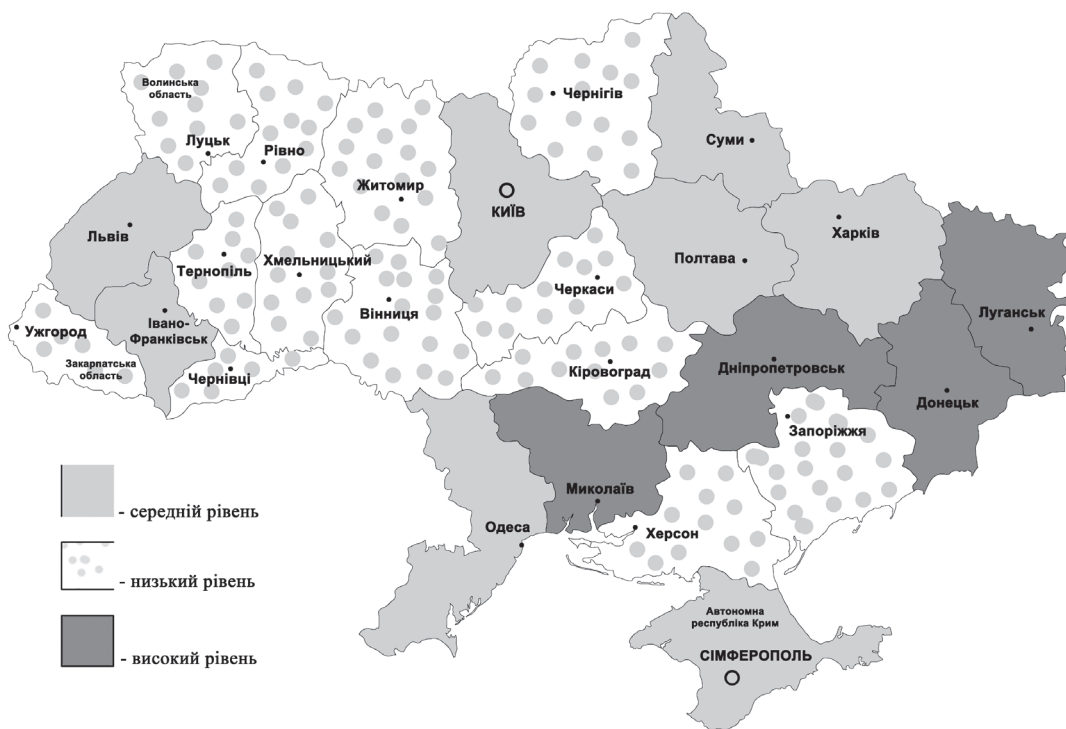 Волинська
область
Луцьк
Рівно
Житомир
Чернігів
Суми
КИЇВ
Львів
Тернопіль
Хмельницький
Вінниця
Черкаси
Полтава
Харків
Луганськ
Ужгород
Закарпатська
область
Івано-
Франківськ
Чернівці
Кіровоград
Дніпропетровськ
Донецьк
Запоріжжя
Миколаїв
Одеса
Херсон
Автономна
республіка Крим
СІМФЕРОПОЛЬ
- середній рівень
- низький рівень
- високий рівень